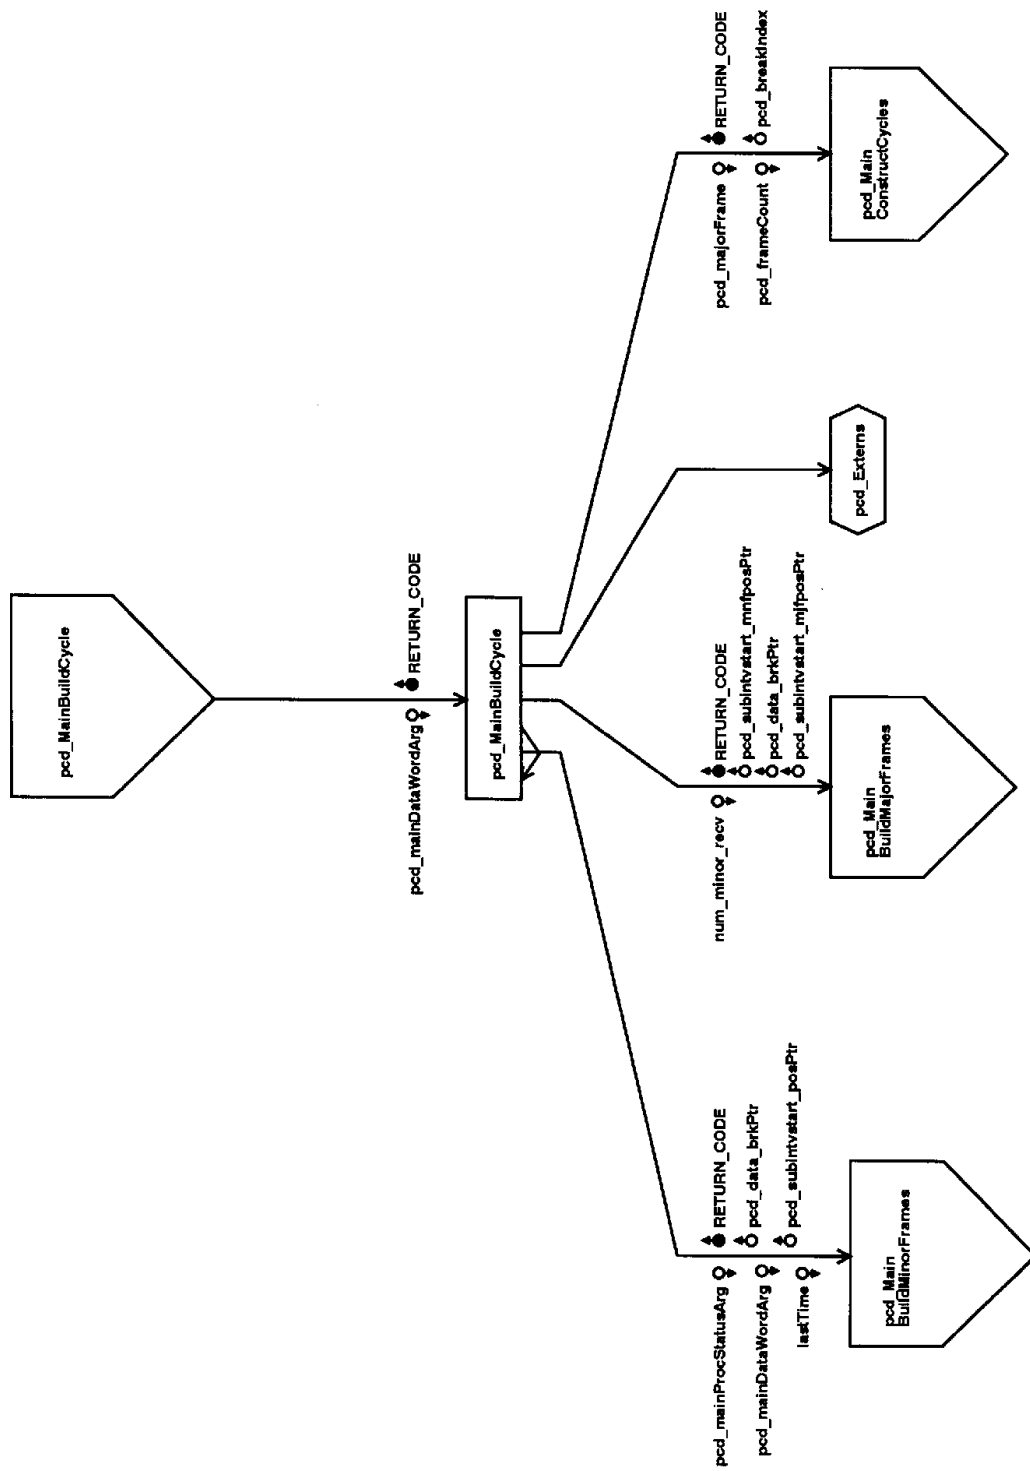 pcd_MainBuildCycle
pcd_mainDataWordArg
RETURN_CODE
pcd_MainBuildCycle
pcd_mainProcStatusArg
RETURN_CODE
pcd_mainDataWordArg
pcd_data_brkPtr
lastTime
pcd_subintvstart_posPtr
pcd_Main
BuildMinorFrames
num_minor_recv
RETURN_CODE
pcd_subintvstart_mnfposPtr
pcd_data_brkPtr
pcd_subintvstart_mjfposPtr
pcd_Main
BuildMajorFrames
pcd_Externs
pcd_majorFrame
RETURN_CODE
pcd_frameCount
pcd_breakIndex
pcd_Main
ConstructCycles